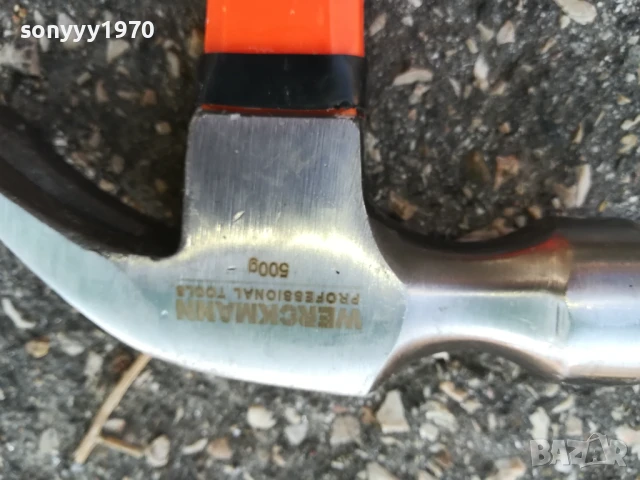 sonyyy1970
WERCKMANN
PROFESSIONAL TOOLS
500g
BAZAR